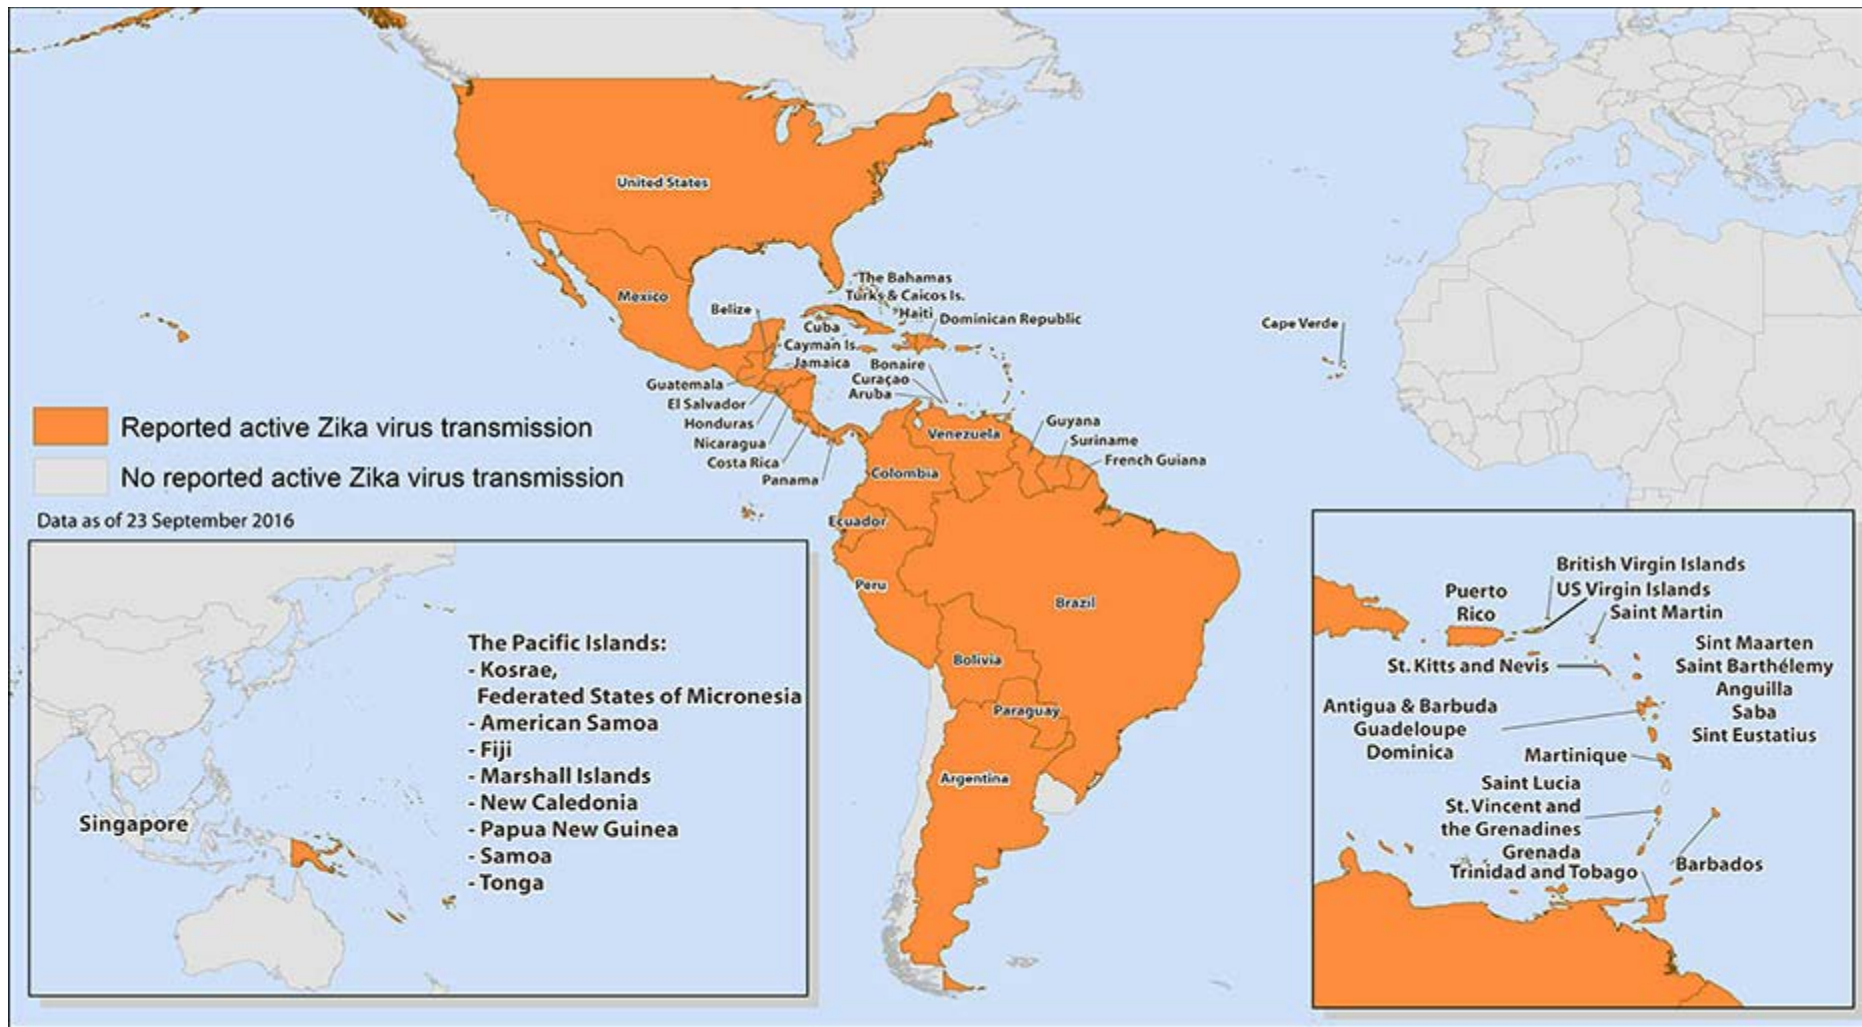 United States
Mexico
The Bahamas
Turks & Caicos Is.
Haiti
Dominican Republic
Belize
Cuba
Cayman Is.
Jamaica
Bonaire
Curaçao
Aruba
Guatemala
El Salvador
Honduras
Nicaragua
Costa Rica
Panama
Cape Verde
Venezuela
Guyana
Suriname
French Guiana
Colombia
Ecuador
Peru
Brazil
Bolivia
Paraguay
Argentina
Reported active Zika virus transmission
No reported active Zika virus transmission
Data as of 23 September 2016
Singapore
The Pacific Islands:
- Kosrae,
Federated States of Micronesia
- American Samoa
- Fiji
- Marshall Islands
- New Caledonia
- Papua New Guinea
- Samoa
- Tonga
British Virgin Islands
US Virgin Islands
Saint Martin
Puerto
Rico
St. Kitts and Nevis
Sint Maarten
Saint Barthélemy
Anguilla
Saba
Sint Eustatius
Antigua & Barbuda
Guadeloupe
Dominica
Martinique
Saint Lucia
St. Vincent and
the Grenadines
Grenada
Trinidad and Tobago
Barbados